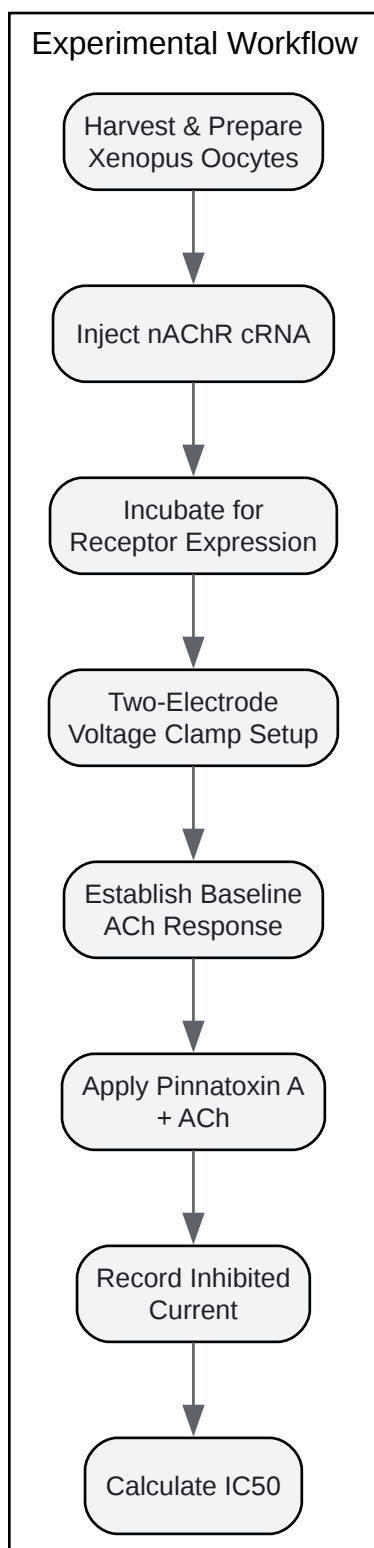 Experimental Workflow
Harvest & Prepare
Xenopus Oocytes
Inject nAChR cRNA
Incubate for
Receptor Expression
Two-Electrode
Voltage Clamp Setup
Establish Baseline
ACh Response
Apply Pinnatoxin A
+ ACh
Record Inhibited
Current
Calculate IC50